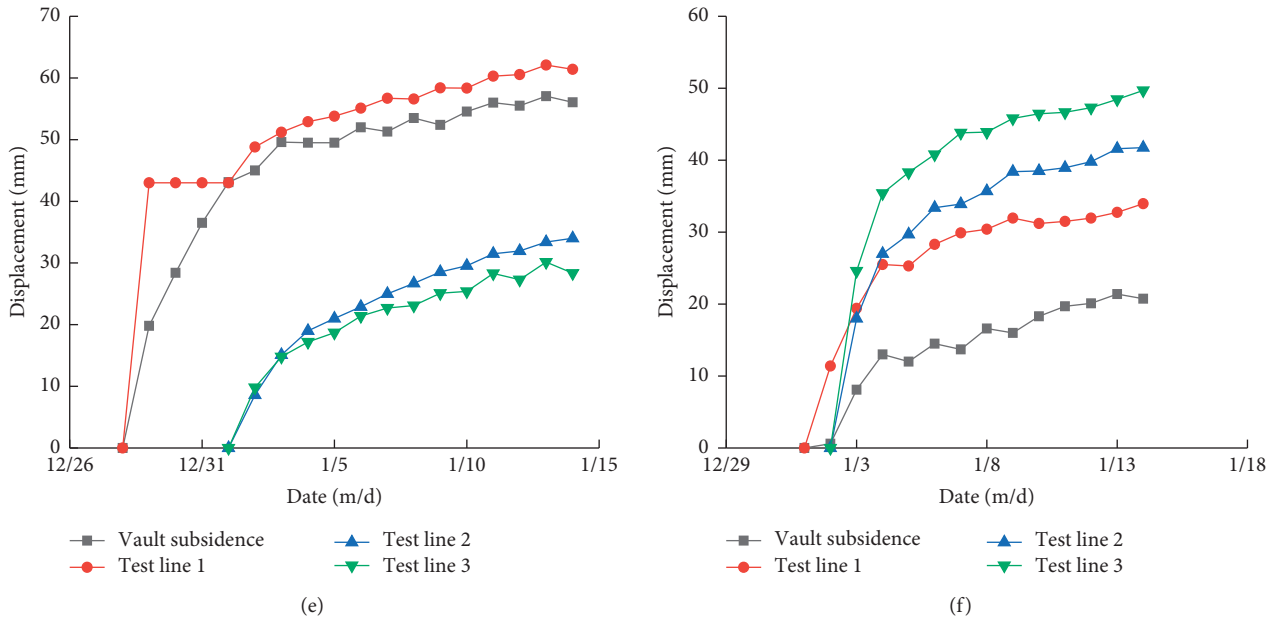 70
60
50
40
30
20
10
0
Displacement (mm)
12/26 12/31 1/5 1/10 1/15
Date (m/d)
Vault subsidence
Test line 1
Test line 2
Test line 3
(e)
60
50
40
30
20
10
0
Displacement (mm)
12/29 1/3 1/8 1/13 1/18
Date (m/d)
Vault subsidence
Test line 1
Test line 2
Test line 3
(f)